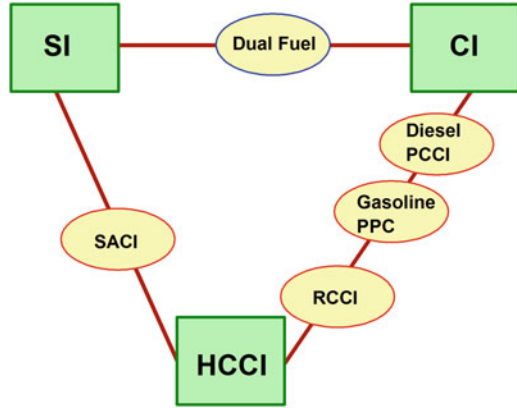 SI
Dual Fuel
CI
Diesel
PCCI
Gasoline
PPC
SACI
RCCI
HCCI